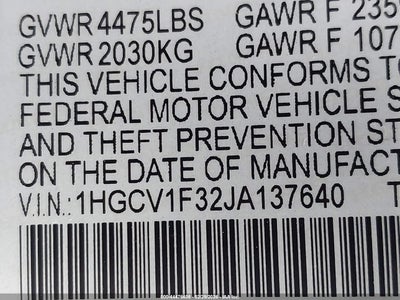 GVWR 4475LBS GAWR F 235
GVWR 2030KG GAWR F 107
THIS VEHICLE CONFORMS TO
FEDERAL MOTOR VEHICLE S
AND THEFT PREVENTION ST
ON THE DATE OF MANUFACT
V.I.N.: 1HGCV1F32JA137640 T